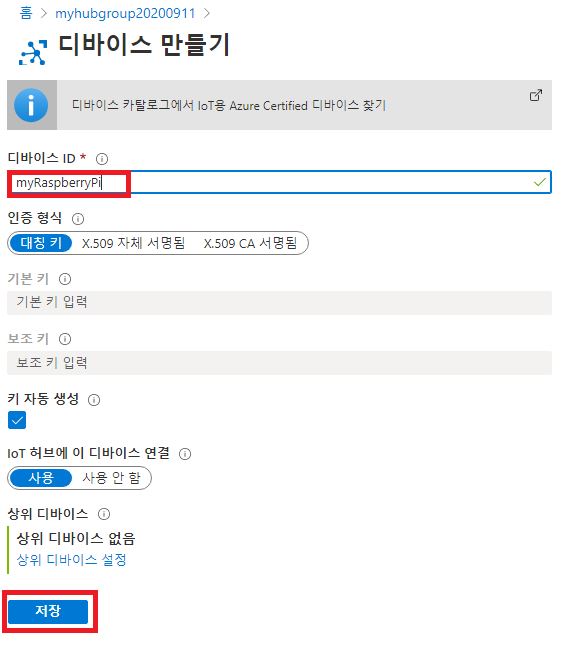 홈 > myhubgroup20200911 >
디바이스 만들기
디바이스 카탈로그에서 IoT용 Azure Certified 디바이스 찾기
디바이스 ID *
myRaspberryPi
인증 형식
대칭 키 X.509 자체 서명됨 X.509 CA 서명됨
기본 키
기본 키 입력
보조 키
보조 키 입력
키 자동 생성
IoT 허브에 이 디바이스 연결
사용 사용 안 함
상위 디바이스
상위 디바이스 없음
상위 디바이스 설정
저장